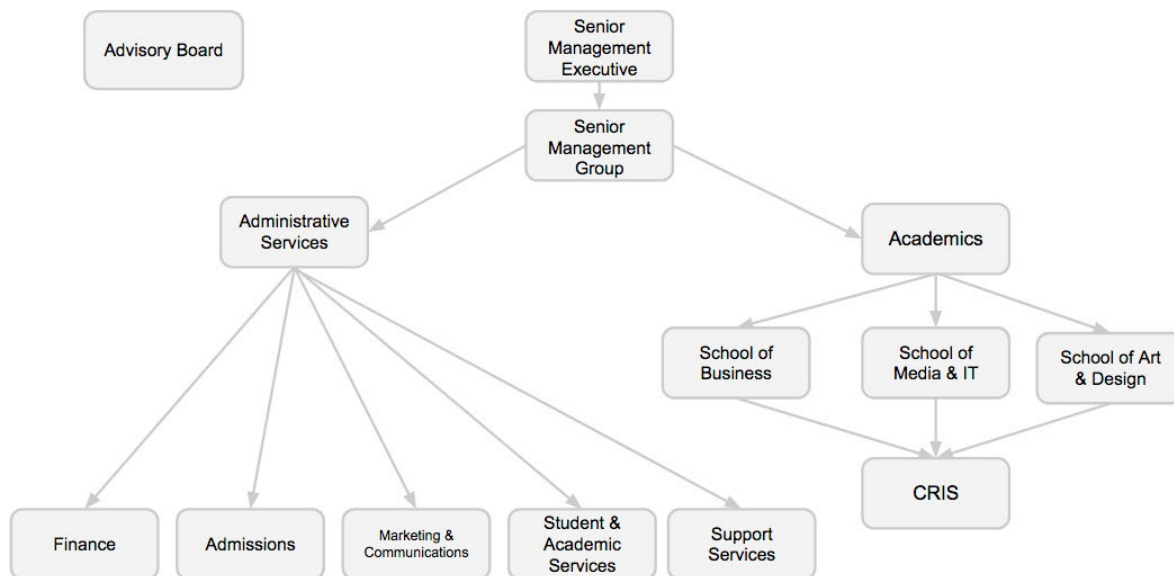 Advisory Board
Senior
Management
Executive
Senior
Management
Group
Administrative
Services
Academics
School of
Business
School of
Media & IT
School of Art
& Design
CRIS
Finance
Admissions
Marketing &
Communications
Student &
Academic
Services
Support
Services